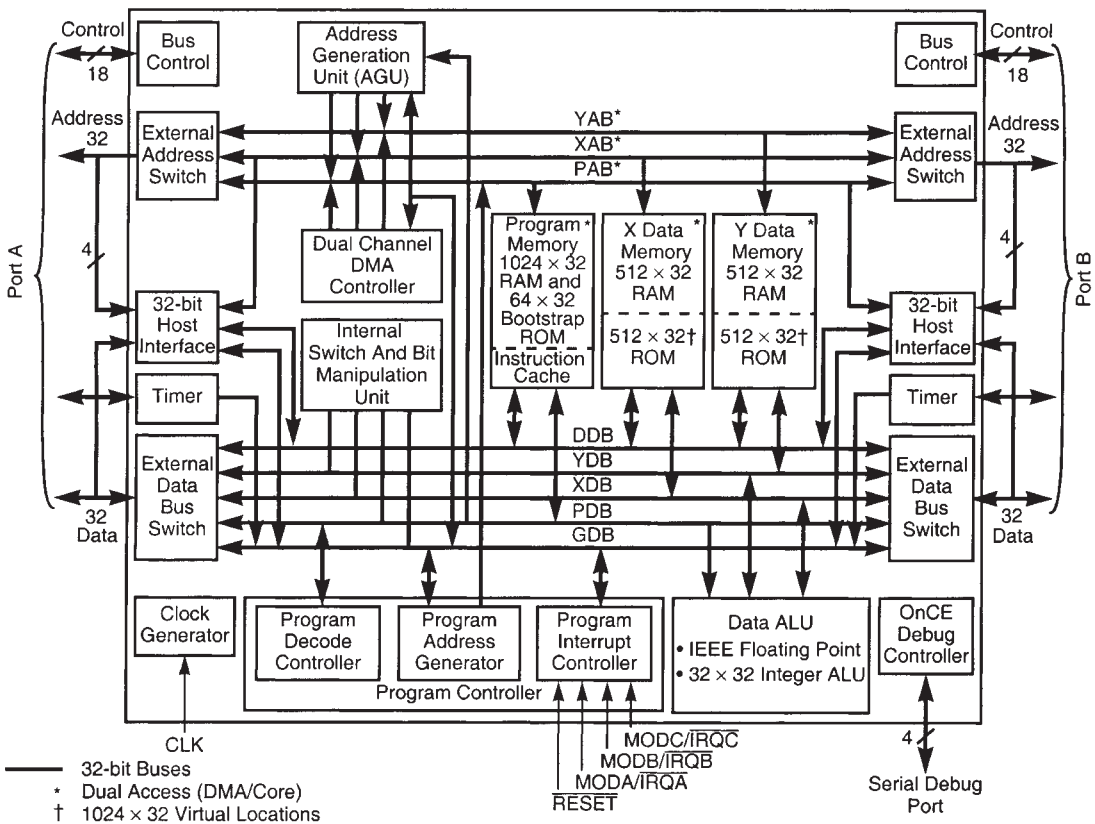 Control
18
Bus
Control
Address
Generation
Unit (AGU)
Bus
Control
Control
18
Address
32
External
Address
Switch
YAB*
XAB*
PAB*
External
Address
Switch
Address
32
Port A
4
Dual Channel
DMA
Controller
Program *
Memory
1024 × 32
RAM and
64 × 32
Bootstrap
ROM
Instruction
Cache
X Data *
Memory
512 × 32
RAM
512 × 32†
ROM
Y Data *
Memory
512 × 32
RAM
512 × 32†
ROM
4
Port B
32-bit
Host
Interface
Internal
Switch And Bit
Manipulation
Unit
32-bit
Host
Interface
Timer
Timer
External
Data
Bus
Switch
DDB
YDB
XDB
PDB
GDB
External
Data
Bus
Switch
32
Data
32
Data
Clock
Generator
Program
Decode
Controller
Program
Address
Generator
Program
Interrupt
Controller
Program Controller
Data ALU
• IEEE Floating Point
• 32 × 32 Integer ALU
OnCE
Debug
Controller
CLK
MODC/IRQC
MODB/IRQB
MODA/IRQA
RESET
4
Serial Debug
Port
32-bit Buses
* Dual Access (DMA/Core)
† 1024 × 32 Virtual Locations